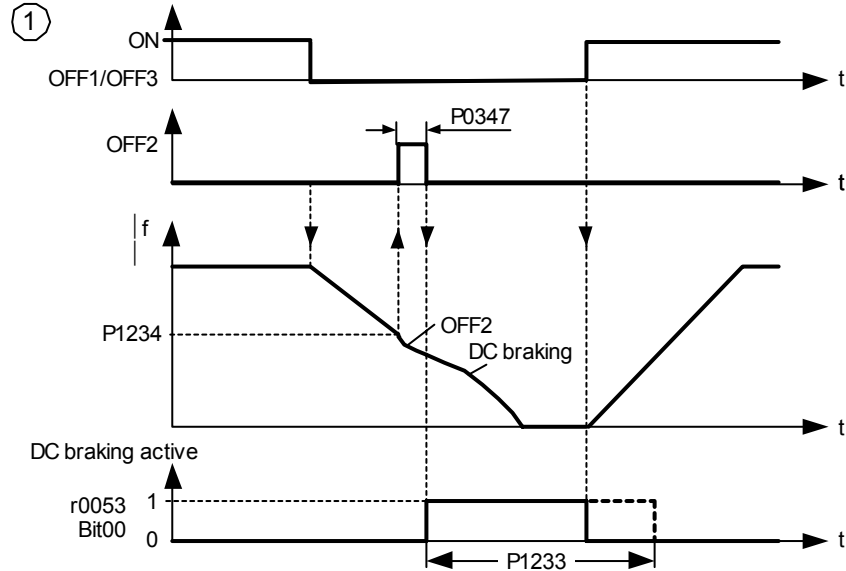 1
ON
OFF1/OFF3
t
P0347
OFF2
t
|f|
P1234
OFF2
DC braking
t
DC braking active
r0053
Bit00
1
0
t
P1233